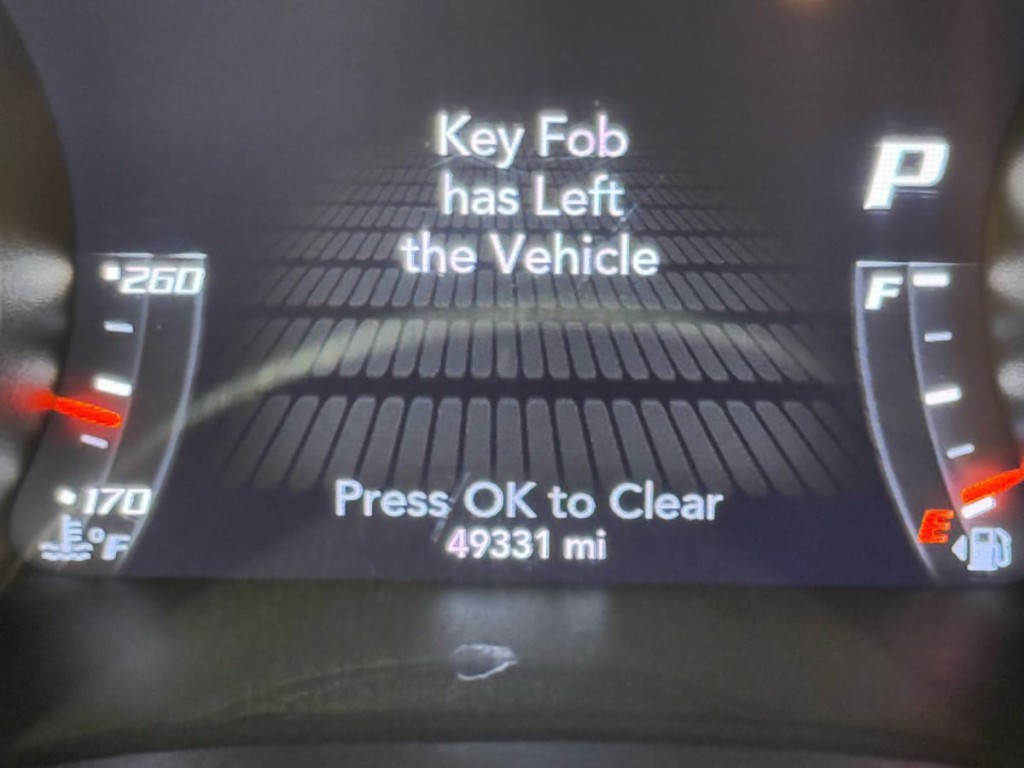 Key Fob
has Left
the Vehicle
P
260
F
170
°F
E
Press OK to Clear
49331 mi